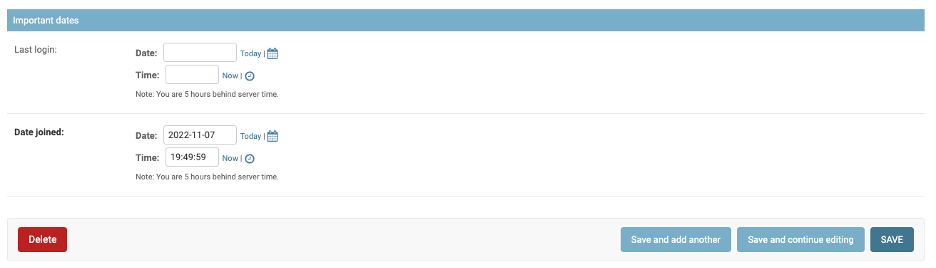 Important dates
Last login:
Date: Today |
Time: Now |
Note: You are 5 hours behind server time.
Date joined:
Date: 2022-11-07 Today |
Time: 19:49:59 Now |
Note: You are 5 hours behind server time.
Delete Save and add another Save and continue editing SAVE